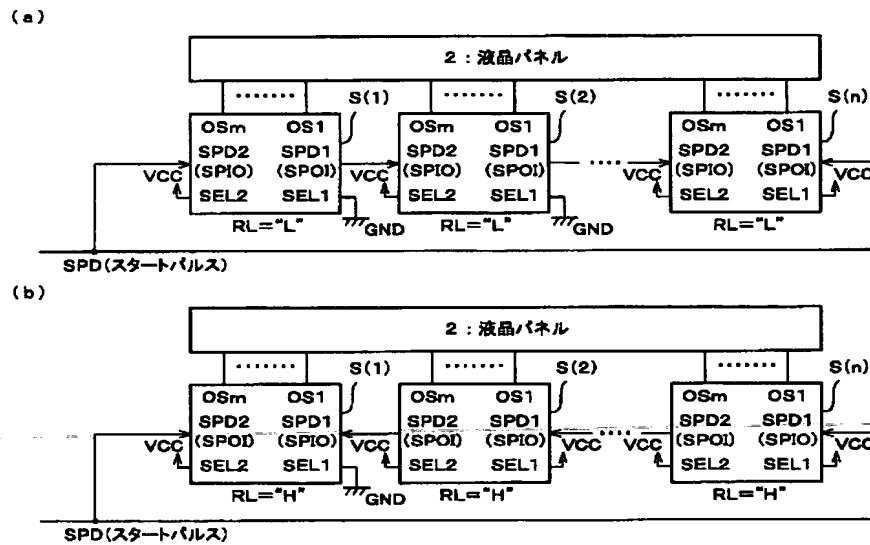 (a)
2:液晶パネル
S(1) S(2) S(n)
OSm OS1 OSm OS1 OSm OS1
SPD2 SPD1 SPD2 SPD1 SPD2 SPD1
(SPIO) (SPOI) (SPIO) (SPOI) (SPIO) (SPOI)
VCC VCC VCC VCC
SEL2 SEL1 SEL2 SEL1 SEL2 SEL1
RL="L" GND RL="L" GND RL="L"
SPD(スタートパルス)
(b)
2:液晶パネル
S(1) S(2) S(n)
OSm OS1 OSm OS1 OSm OS1
SPD2 SPD1 SPD2 SPD1 SPD2 SPD1
(SPOI) (SPIO) (SPOI) (SPIO) (SPOI) (SPIO)
VCC VCC VCC VCC VCC
SEL2 SEL1 SEL2 SEL1 SEL2 SEL1
RL="H" GND RL="H" RL="H"
SPD(スタートパルス)